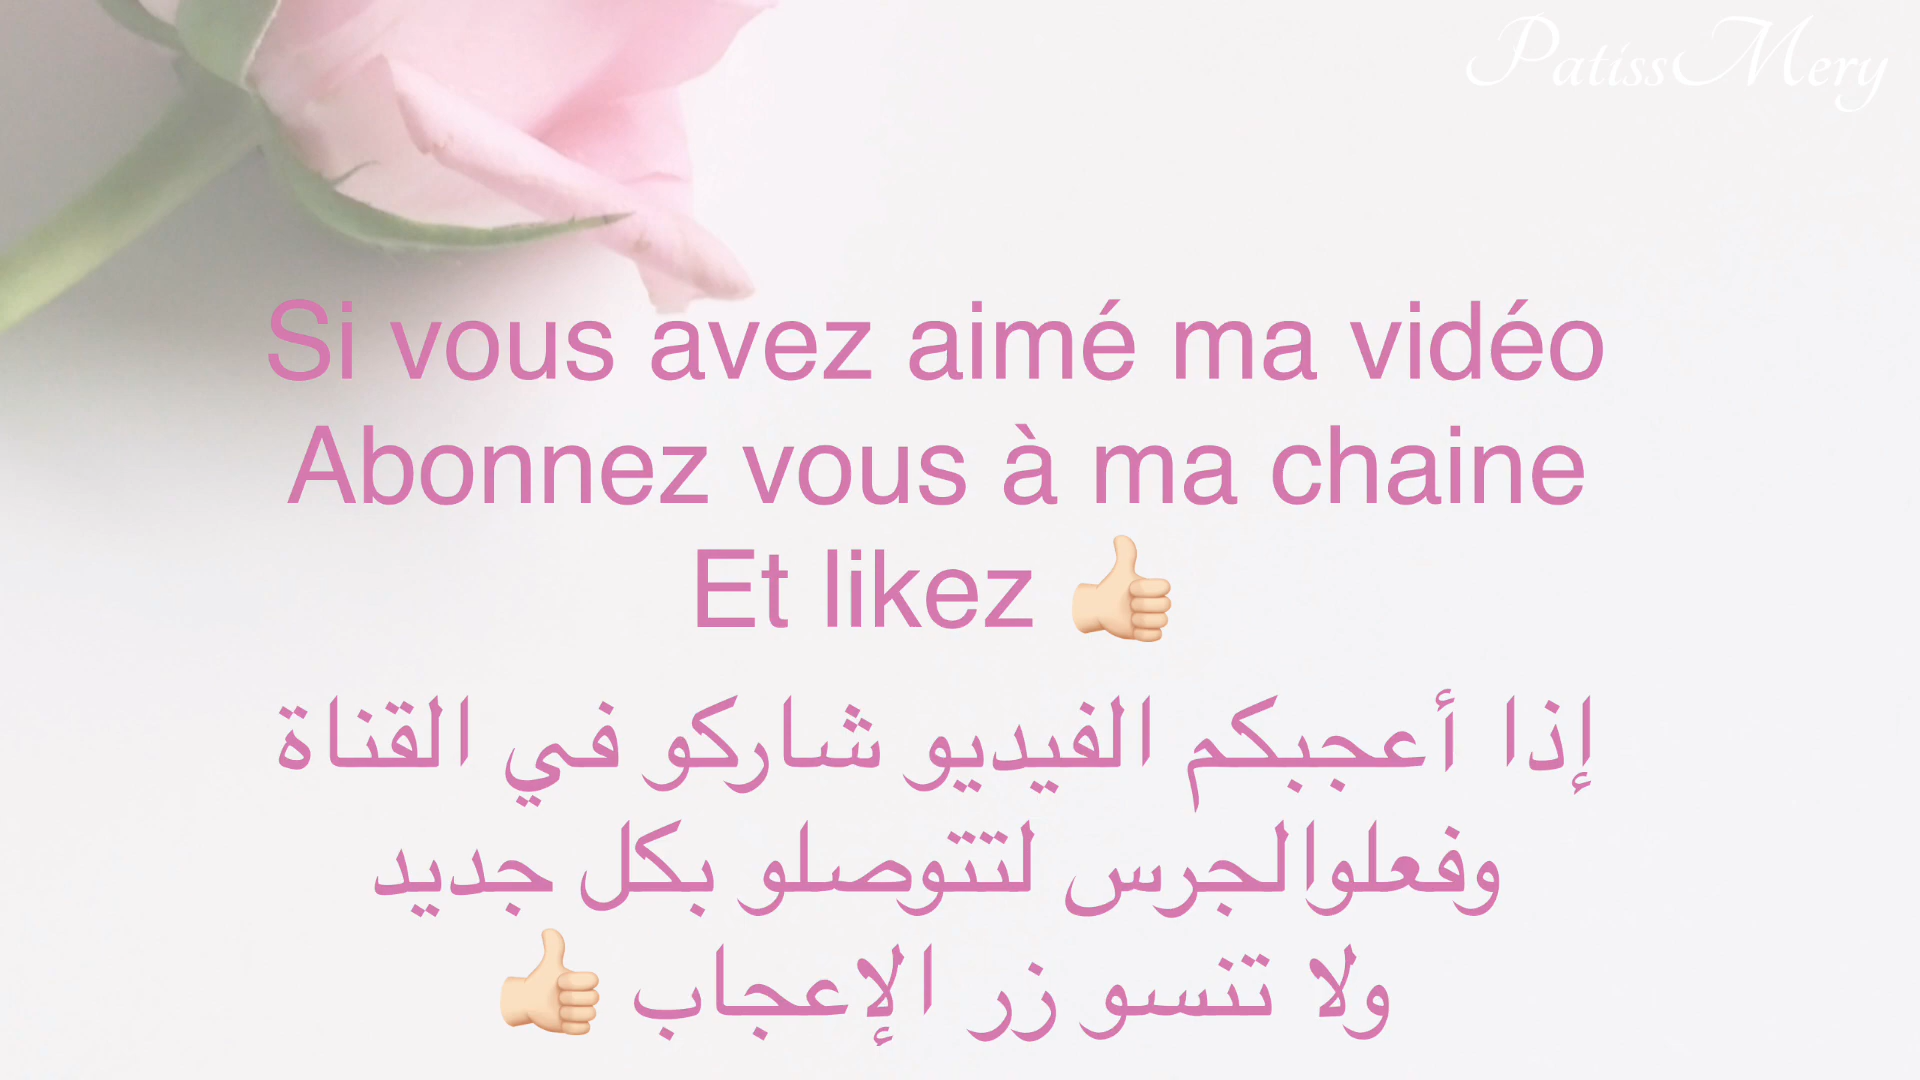 PatissMery
Si vous avez aimé ma vidéo
Abonnez vous à ma chaine
Et likez 👍🏻
إذا أعجبكم الفيديو شاركو في القناة
وفعلوالجرس لتتوصلو بكل جديد
ولا تنسو زر الإعجاب 👍🏻